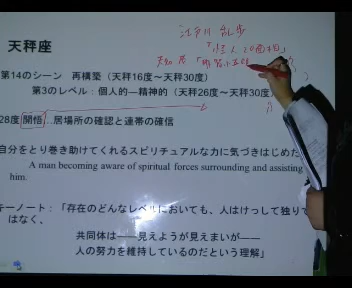 江戸川 乱歩
天秤座
「怪人20面相」
第14のシーン 再構築(天秤16度~天秤30度)
第3のレベル:個人的―精神的(天秤26度~天秤30度)
28度 開悟…居場所の確認と連帯の確信
自分をとり巻き助けてくれるスピリチュアルな力に気づきはじめた
A man becoming aware of spiritual forces surrounding and assisting
him.
ーノート:「存在のどんなレベルにおいても、人はけっして独り
はなく、
共同体は――見えようが見えまいが――
人の努力を維持しているのだという理解」